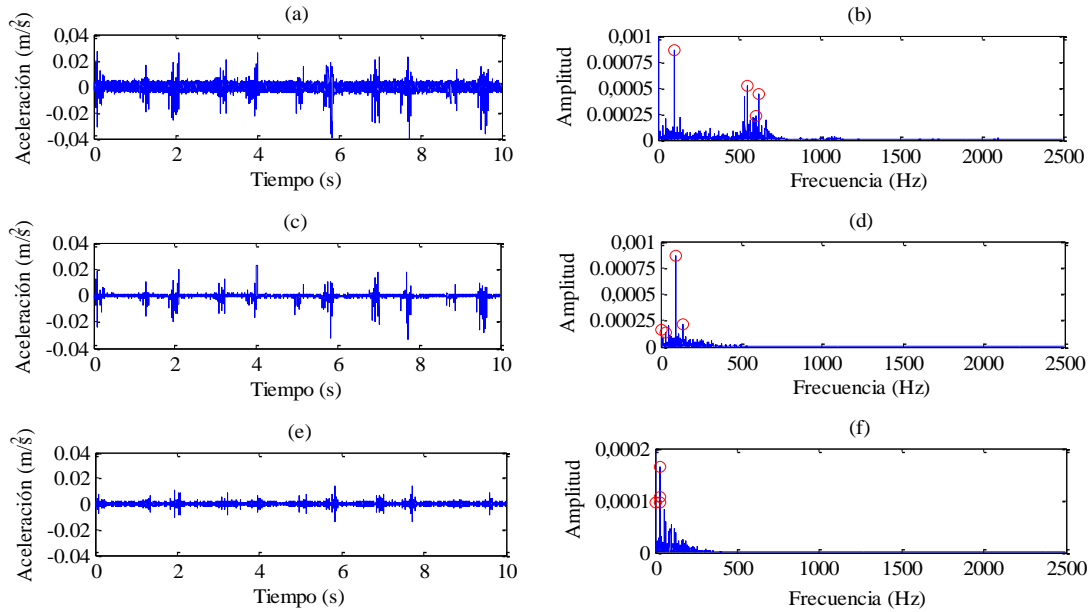 (a)
Aceleración (m/s²)
0,04
0.02
0
-0.02
-0.04
0 2 4 6 8 10
Tiempo (s)
(b)
Amplitud
0,001
0.00075
0.0005
0.00025
0
0 500 1000 1500 2000 2500
Frecuencia (Hz)
(c)
Aceleración (m/s²)
0.04
0.02
0
-0.02
-0.04
0 2 4 6 8 10
Tiempo (s)
(d)
Amplitud
0,001
0.00075
0.0005
0.00025
0
0 500 1000 1500 2000 2500
Frecuencia (Hz)
(e)
Aceleración (m/s²)
0.04
0.02
0
-0.02
-0.04
0 2 4 6 8 10
Tiempo (s)
(f)
Amplitud
0,0002
0,0001
0
0 500 1000 1500 2000 2500
Frecuencia (Hz)